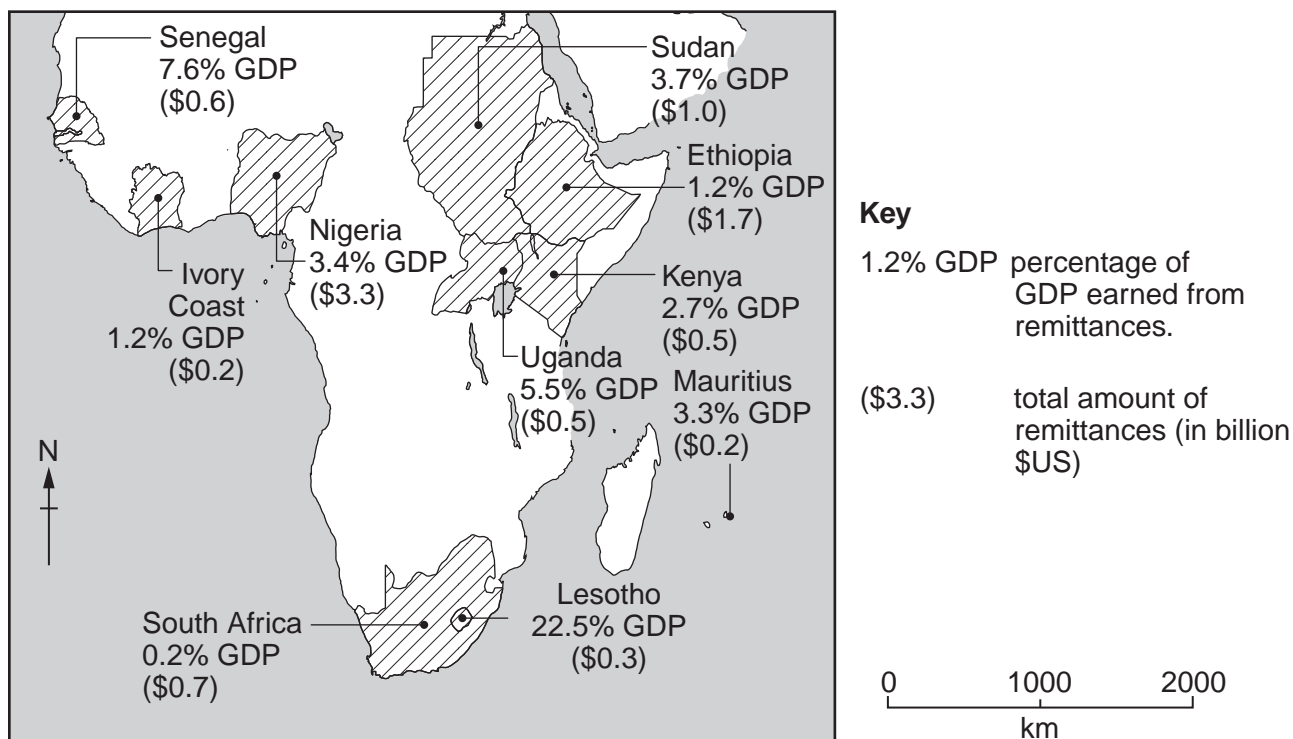 Senegal
7.6% GDP
($0.6)
Sudan
3.7% GDP
($1.0)
Ethiopia
1.2% GDP
($1.7)
Nigeria
3.4% GDP
($3.3)
Ivory
Coast
1.2% GDP
($0.2)
Kenya
2.7% GDP
($0.5)
Uganda
5.5% GDP
($0.5)
Mauritius
3.3% GDP
($0.2)
N
South Africa
0.2% GDP
($0.7)
Lesotho
22.5% GDP
($0.3)
Key
1.2% GDP percentage of
GDP earned from
remittances.
($3.3) total amount of
remittances (in billion
$US)
0 1000 2000
km